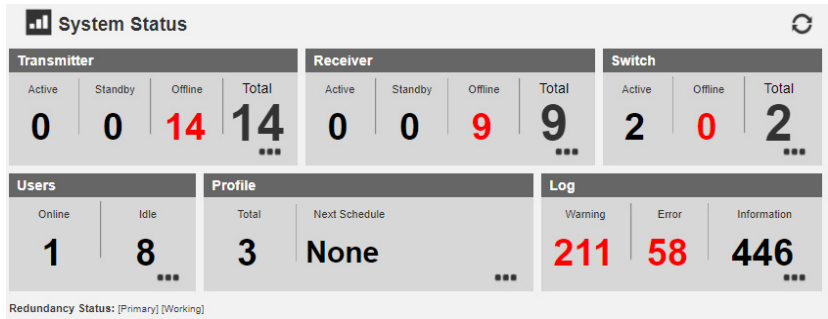 System Status
Transmitter Receiver Switch
Active Standby Offline Total Active Standby Offline Total Active Offline Total
0 0 14 14 0 0 9 9 2 0 2
Users Profile Log
Online Idle Total Next Schedule Warning Error Information
1 8 3 None 211 58 446
Redundancy Status: [Primary] [Working]